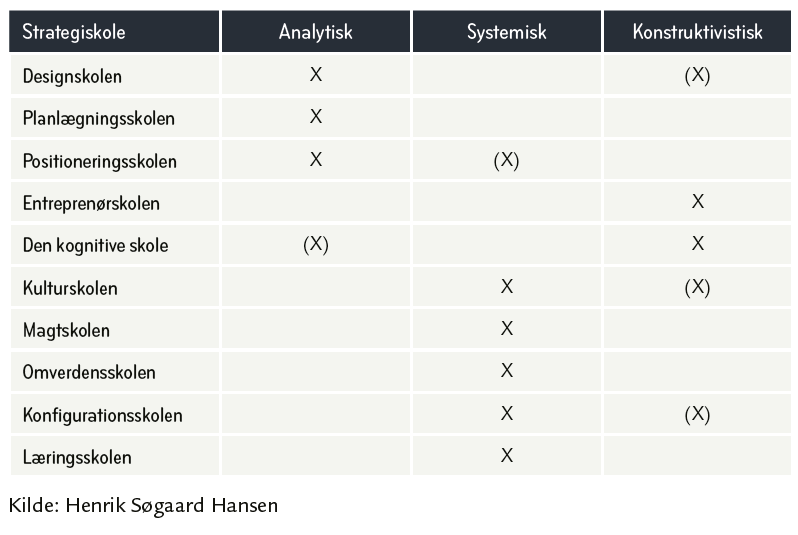 Strategiskole Analytisk Systemisk Konstruktivistisk
Designskolen X (X)
Planlægningsskolen X
Positioneringsskolen X (X)
Entreprenørskolen X
Den kognitive skole (X) X
Kulturskolen X (X)
Magtskolen X
Omverdensskolen X
Konfigurationsskolen X (X)
Læringsskolen X
Kilde: Henrik Søgaard Hansen